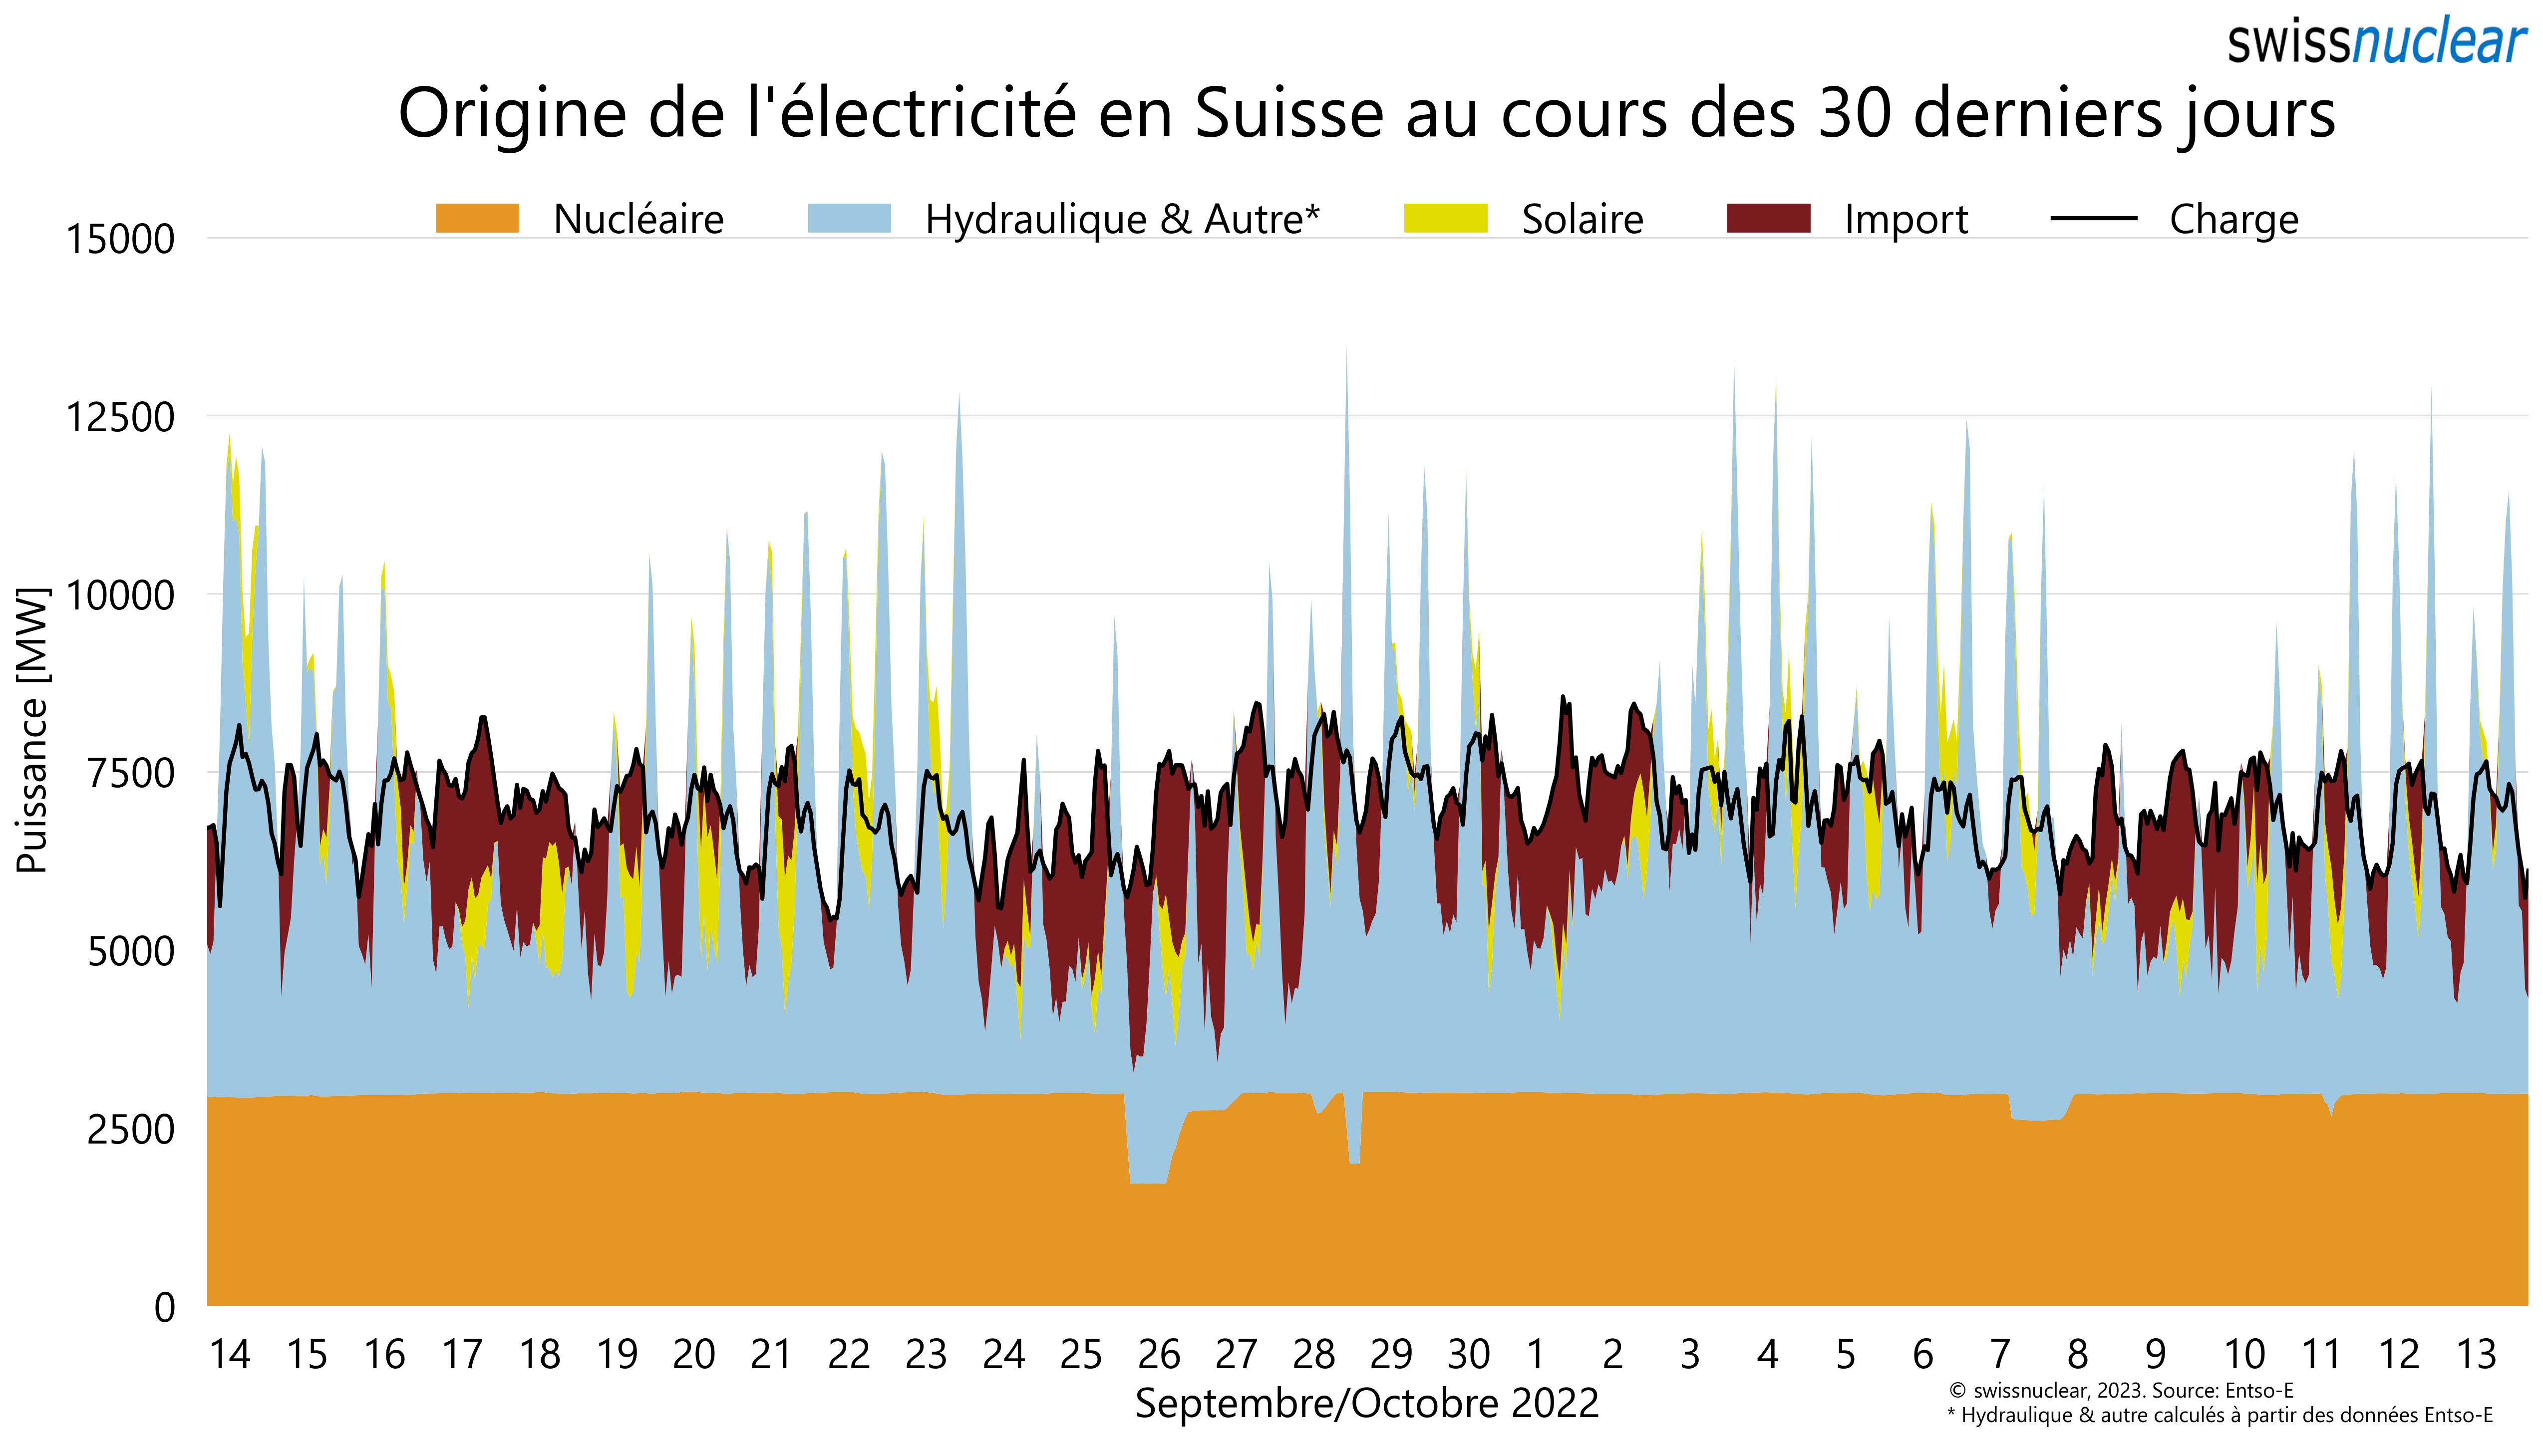 swissnuclear
Origine de l'électricité en Suisse au cours des 30 derniers jours
Nucléaire Hydraulique & Autre* Solaire Import Charge
15000
12500
10000
7500
5000
2500
0
Puissance [MW]
14 15 16 17 18 19 20 21 22 23 24 25 26 27 28 29 30 1 2 3 4 5 6 7 8 9 10 11 12 13
Septembre/Octobre 2022
© swissnuclear, 2023. Source: Entso-E
* Hydraulique & autre calculés à partir des données Entso-E